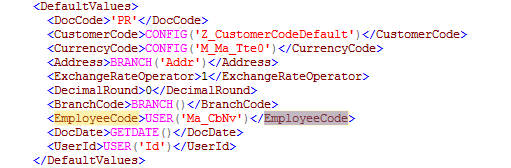 <DefaultValues>
<DocCode>'PR'</DocCode>
<CustomerCode>CONFIG('Z_CustomerCodeDefault')</CustomerCode>
<CurrencyCode>CONFIG('M_Ma_Tte0')</CurrencyCode>
<Address>BRANCH('Addr')</Address>
<ExchangeRateOperator>1</ExchangeRateOperator>
<DecimalRound>0</DecimalRound>
<BranchCode>BRANCH()</BranchCode>
<EmployeeCode>USER('Ma_CbNv')</EmployeeCode>
<DocDate>GETDATE()</DocDate>
<UserId>USER('Id')</UserId>
</DefaultValues>